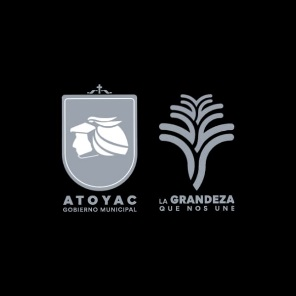 ATOYAC
GOBIERNO MUNICIPAL
LA GRANDEZA
QUE NOS UNE